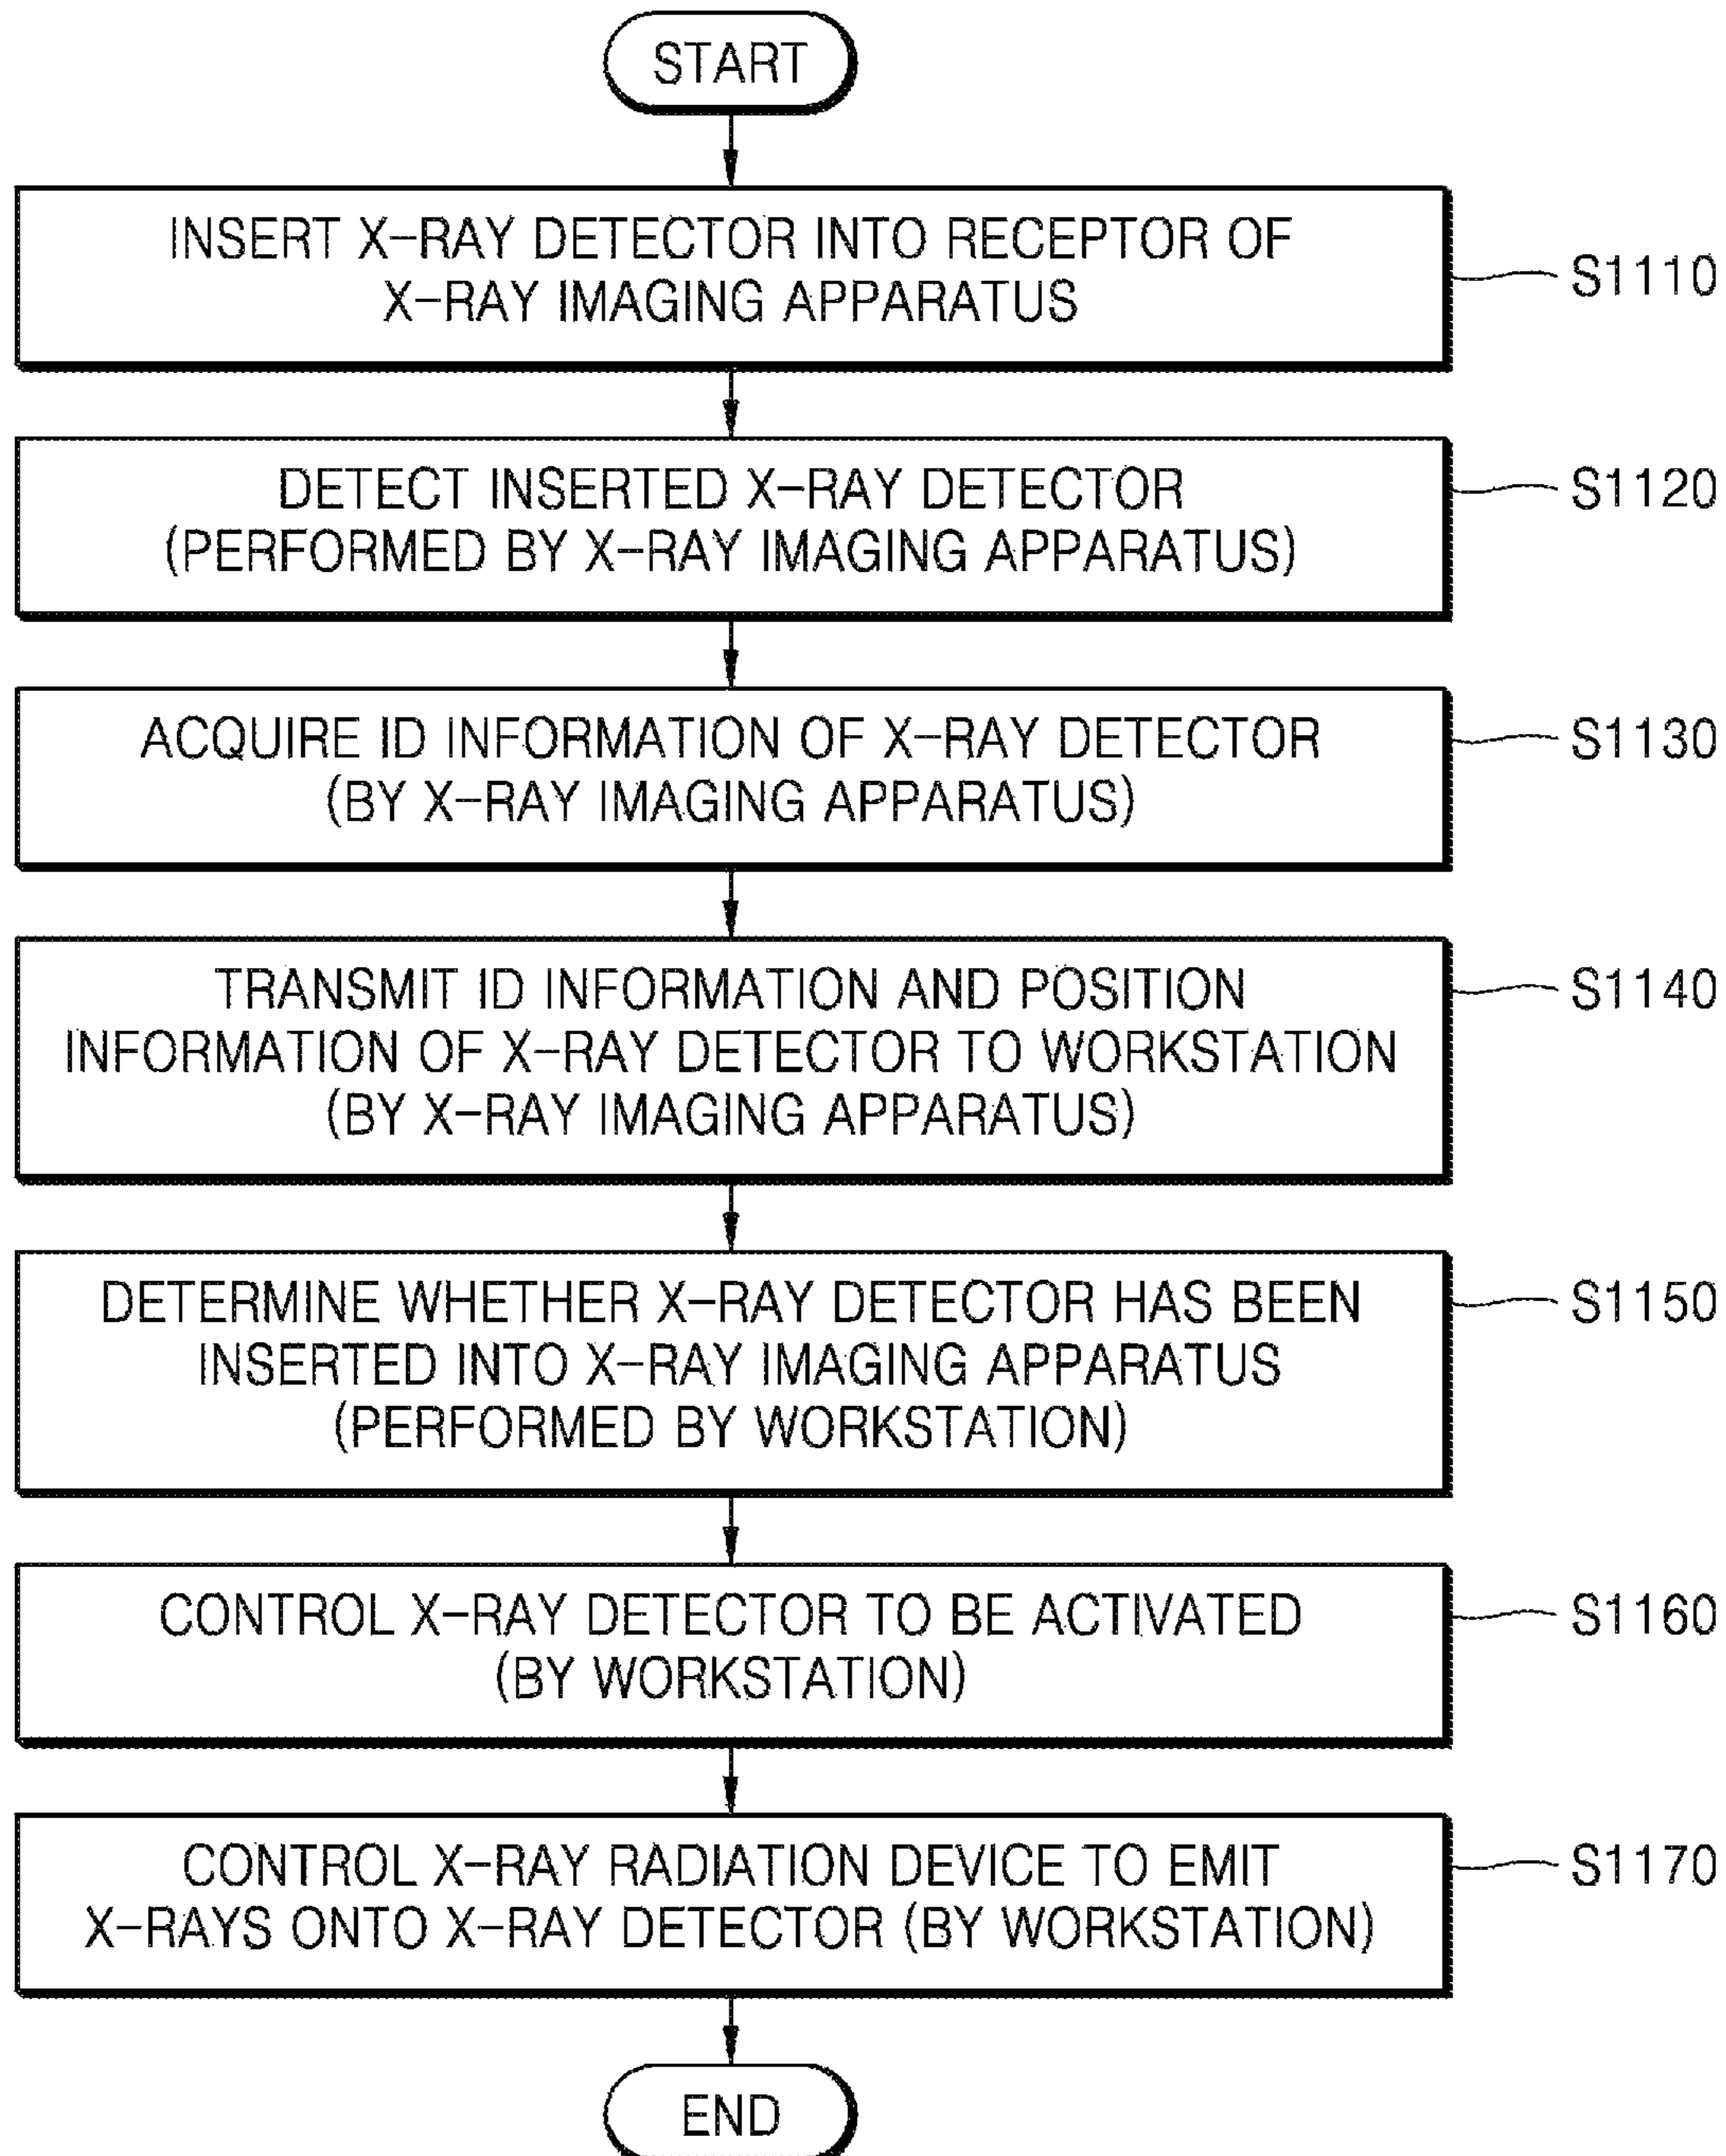 START
INSERT X-RAY DETECTOR INTO RECEPTOR OF
X-RAY IMAGING APPARATUS
S1110
DETECT INSERTED X-RAY DETECTOR
(PERFORMED BY X-RAY IMAGING APPARATUS)
S1120
ACQUIRE ID INFORMATION OF X-RAY DETECTOR
(BY X-RAY IMAGING APPARATUS)
S1130
TRANSMIT ID INFORMATION AND POSITION
INFORMATION OF X-RAY DETECTOR TO WORKSTATION
(BY X-RAY IMAGING APPARATUS)
S1140
DETERMINE WHETHER X-RAY DETECTOR HAS BEEN
INSERTED INTO X-RAY IMAGING APPARATUS
(PERFORMED BY WORKSTATION)
S1150
CONTROL X-RAY DETECTOR TO BE ACTIVATED
(BY WORKSTATION)
S1160
CONTROL X-RAY RADIATION DEVICE TO EMIT
X-RAYS ONTO X-RAY DETECTOR (BY WORKSTATION)
S1170
END